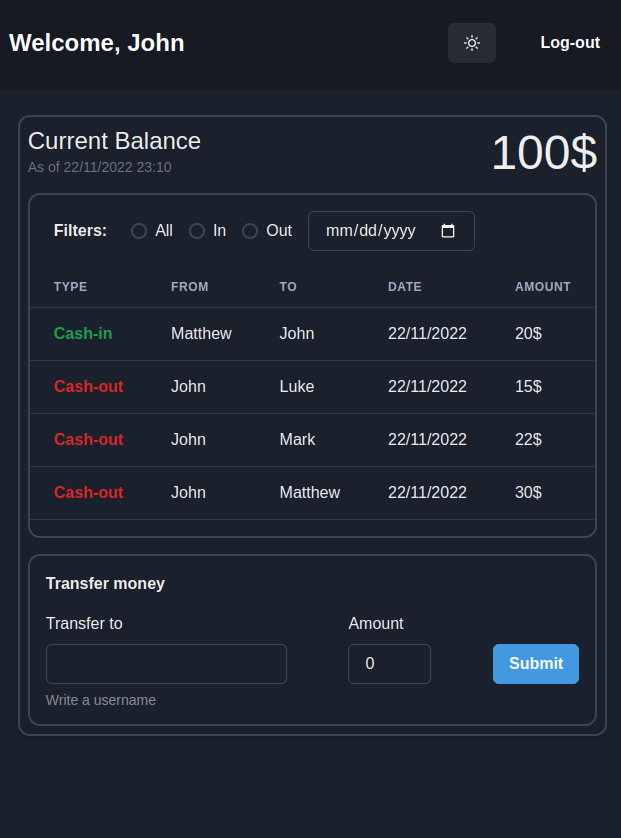 Welcome, John
Log-out
Current Balance
100$
As of 22/11/2022 23:10
Filters: All In Out mm/dd/yyyy
TYPE FROM TO DATE AMOUNT
Cash-in Matthew John 22/11/2022 20$
Cash-out John Luke 22/11/2022 15$
Cash-out John Mark 22/11/2022 22$
Cash-out John Matthew 22/11/2022 30$
Transfer money
Transfer to Amount
0 Submit
Write a username